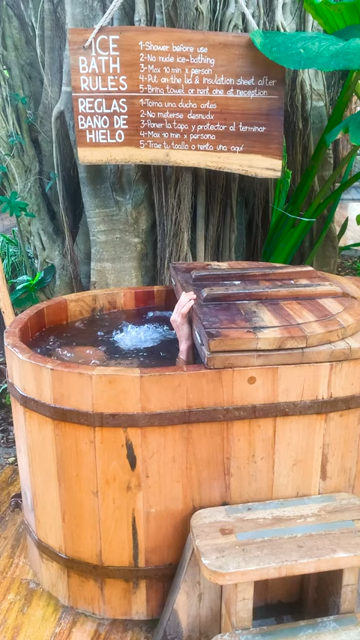 ICE
BATH
RULES
1-Shower before use
2-No nude ice-bathing
3-Max 10 min x person
4-Put on the lid & insulation sheet after
5-Bring towel or rent one at reception
REGLAS
BAÑO DE
HIELO
1-Toma una ducha antes
2-No meterse desnudx
3-Poner la tapa y protector al terminar
4-Max 10 min x persona
5-Trae tu toalla o renta una aquí